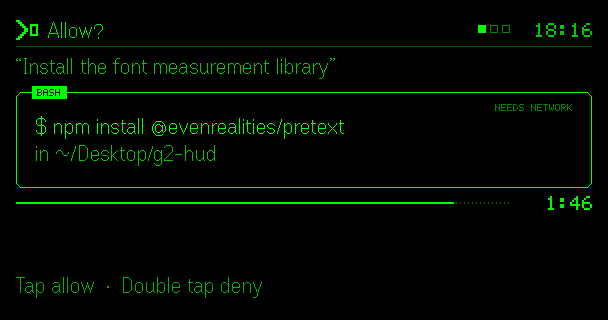 Allow?
18:16
“Install the font measurement library”
BASH
NEEDS NETWORK
$ npm install @evenrealities/pretext
in ~/Desktop/g2-hud
1:46
Tap allow · Double tap deny